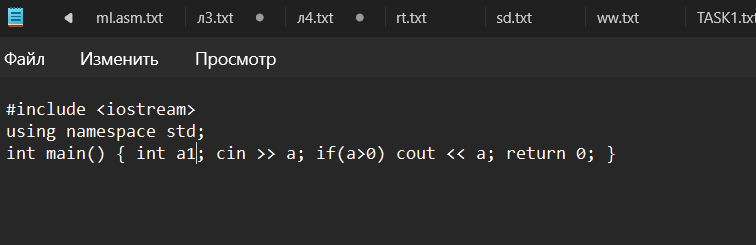 ml.asm.txt л3.txt л4.txt rt.txt sd.txt ww.txt TASK1.tx
Файл Изменить Просмотр
#include <iostream>
using namespace std;
int main() { int a1; cin >> a; if(a>0) cout << a; return 0; }